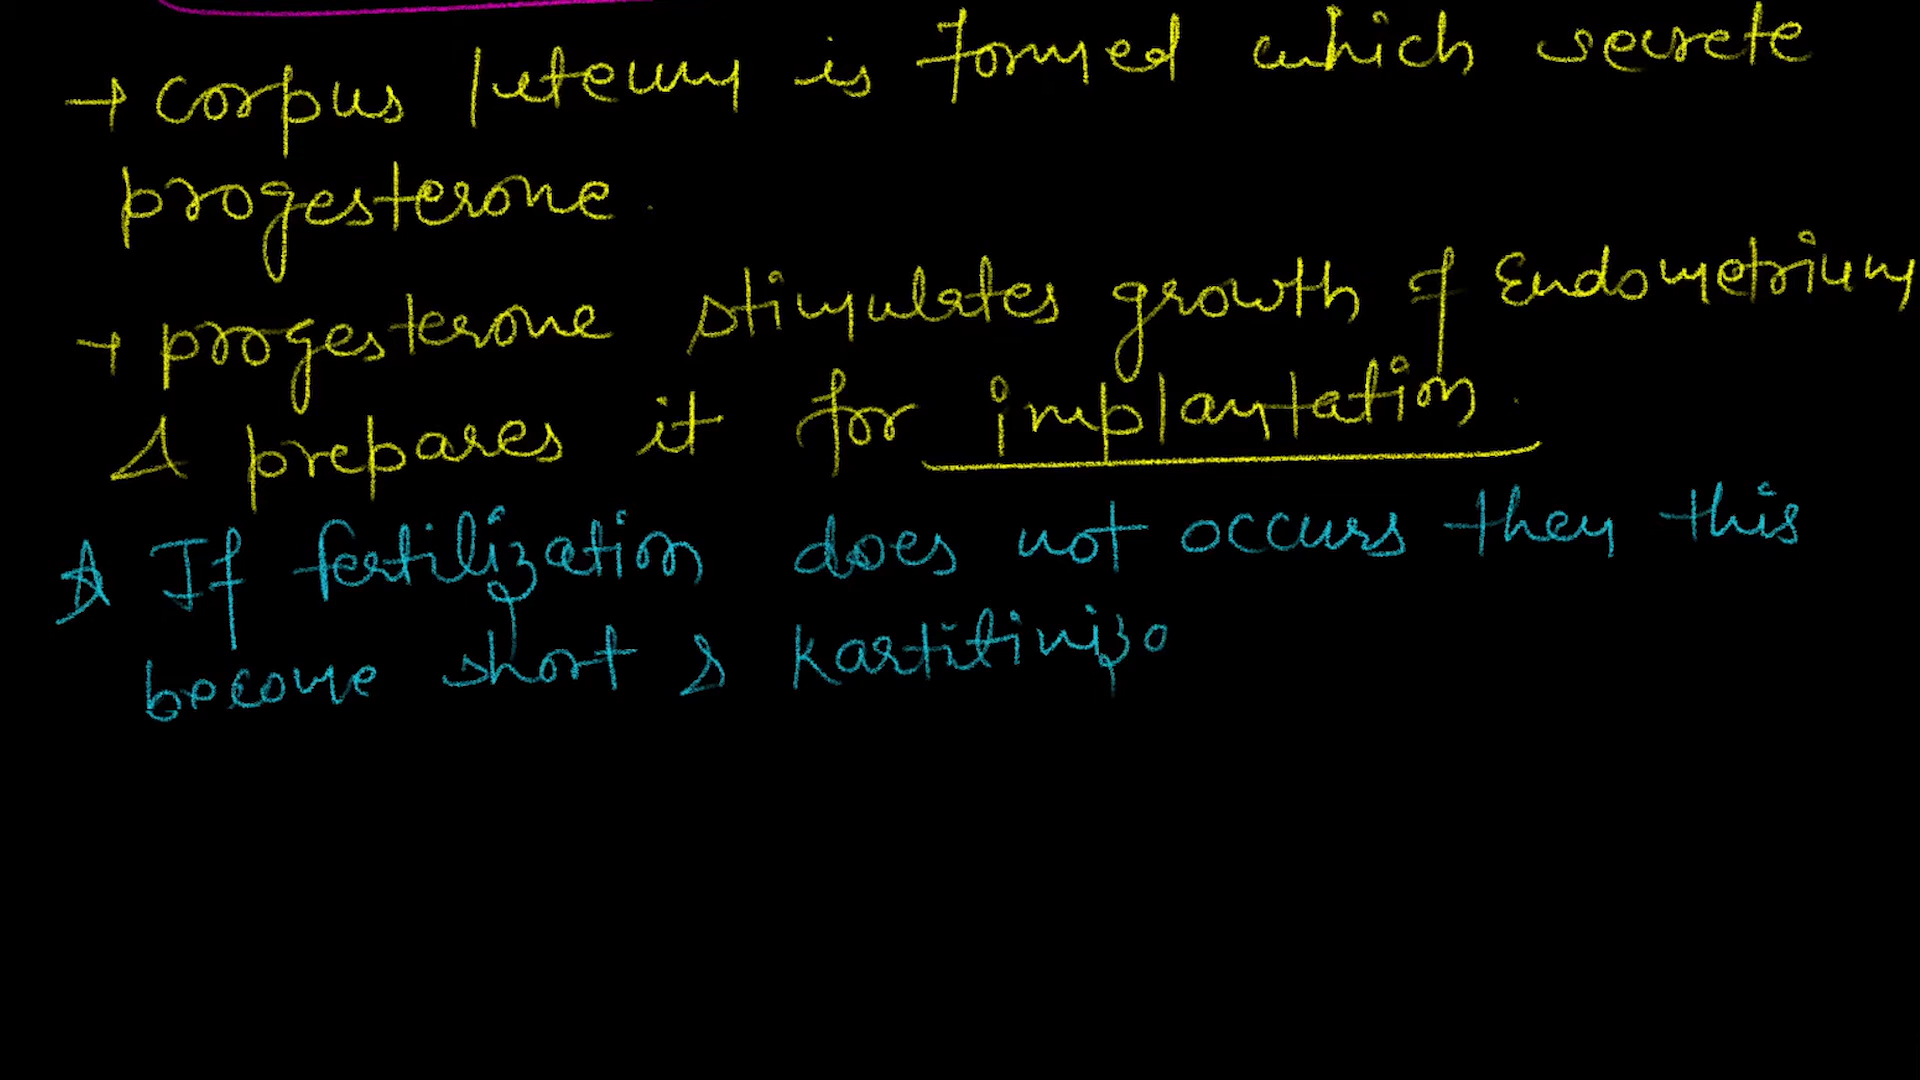 → corpus luteum is formed which secrete
progesterone.
→ progesterone stimulates growth of Endometrium
& prepares it for implantation.
☆ If fertilization does not occurs then this
become short & kartitinizo